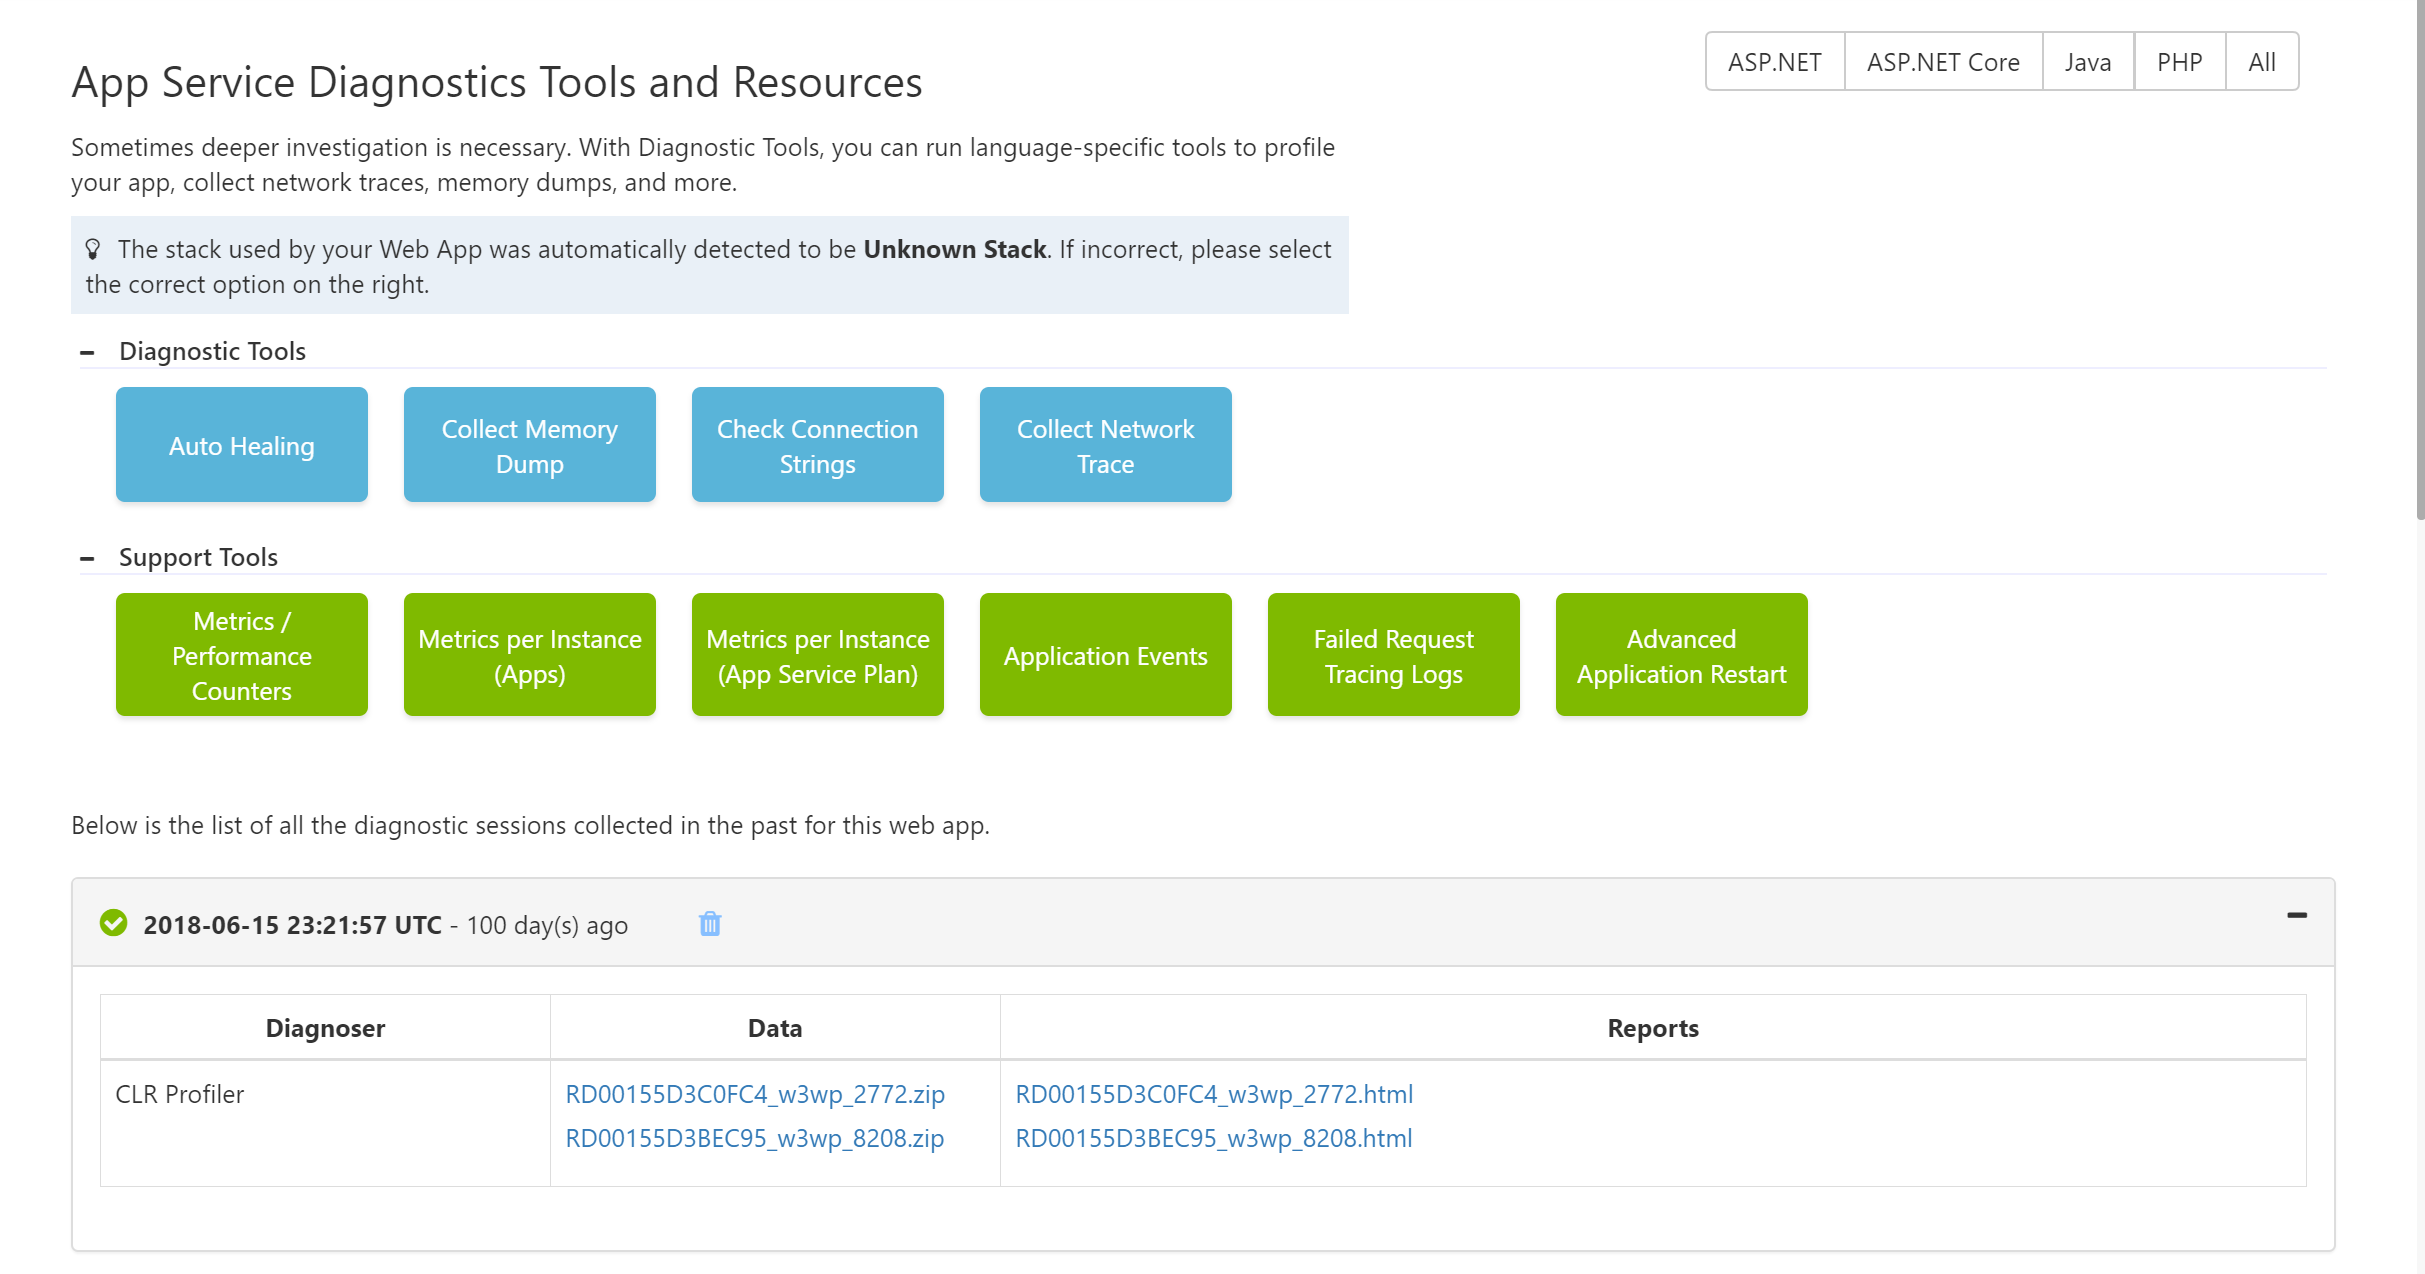 App Service Diagnostics Tools and Resources
ASP.NET
ASP.NET Core
Java
PHP
All
Sometimes deeper investigation is necessary. With Diagnostic Tools, you can run language-specific tools to profile
your app, collect network traces, memory dumps, and more.
The stack used by your Web App was automatically detected to be Unknown Stack. If incorrect, please select
the correct option on the right.
Diagnostic Tools
Auto Healing
Collect Memory
Dump
Check Connection
Strings
Collect Network
Trace
Support Tools
Metrics /
Performance
Counters
Metrics per Instance
(Apps)
Metrics per Instance
(App Service Plan)
Application Events
Failed Request
Tracing Logs
Advanced
Application Restart
Below is the list of all the diagnostic sessions collected in the past for this web app.
2018-06-15 23:21:57 UTC - 100 day(s) ago
Diagnoser
Data
Reports
CLR Profiler
RD00155D3C0FC4_w3wp_2772.zip
RD00155D3C0FC4_w3wp_2772.html
RD00155D3BEC95_w3wp_8208.zip
RD00155D3BEC95_w3wp_8208.html